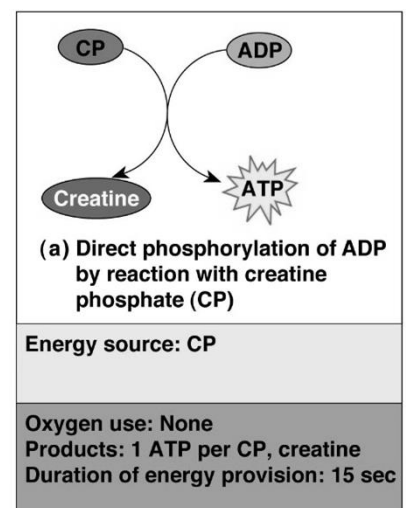 CP
ADP
Creatine
ATP
(a) Direct phosphorylation of ADP
by reaction with creatine
phosphate (CP)
Energy source: CP
Oxygen use: None
Products: 1 ATP per CP, creatine
Duration of energy provision: 15 sec